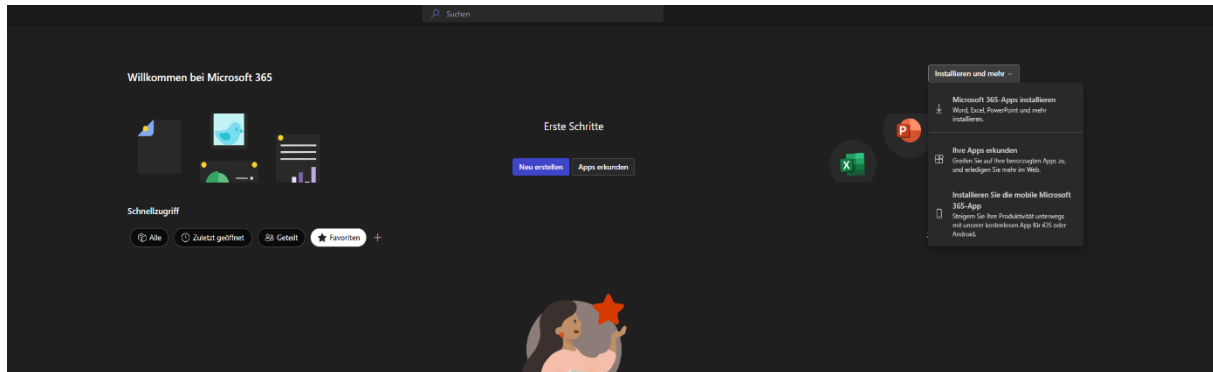 Suchen
Willkommen bei Microsoft 365
Installieren und mehr
Microsoft 365-Apps installieren
Word, Excel, PowerPoint und mehr
installieren.
Erste Schritte
P
X
Ihre Apps erkunden
Greifen Sie auf Ihre bevorzugten Apps zu,
und erledigen Sie mehr im Web.
Neu erstellen
Apps erkunden
Installieren Sie die mobile Microsoft
365-App
Steigern Sie Ihre Produktivität unterwegs
mit unserer kostenlosen App für iOS oder
Android.
Schnellzugriff
Alle
Zuletzt geöffnet
Geteilt
Favoriten